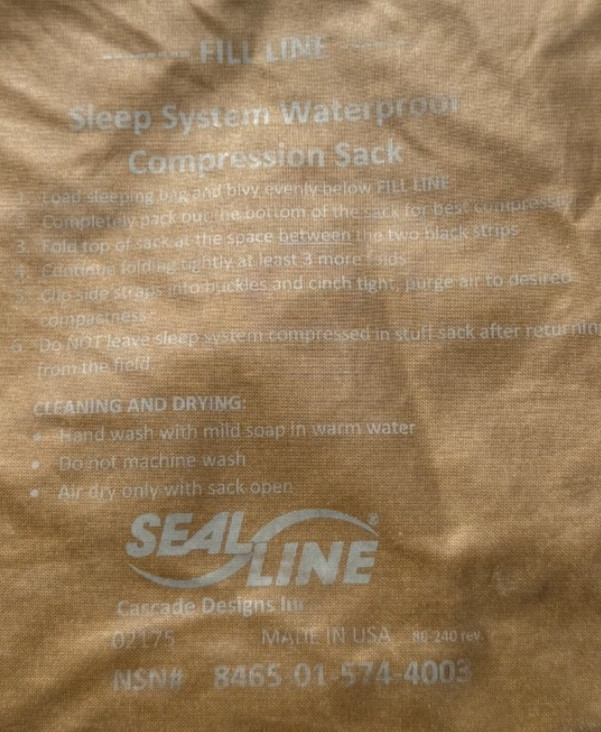 -------- FILL LINE -------
Sleep System Waterproof
Compression Sack
1. Load sleeping bag and bivy evenly below FILL LINE
2. Completely pack out the bottom of the sack for best compression
3. Fold top of sack at the space between the two black strips
4. Continue folding tightly at least 3 more folds
5. Clip side straps into buckles and cinch tight, purge air to desired
compactness
6. Do NOT leave sleep system compressed in stuff sack after returning
from the field.
CLEANING AND DRYING:
• Hand wash with mild soap in warm water
• Do not machine wash
• Air dry only with sack open
SEAL LINE®
Cascade Designs Inc
02175 MADE IN USA 80-240 rev.
NSN# 8465-01-574-4003